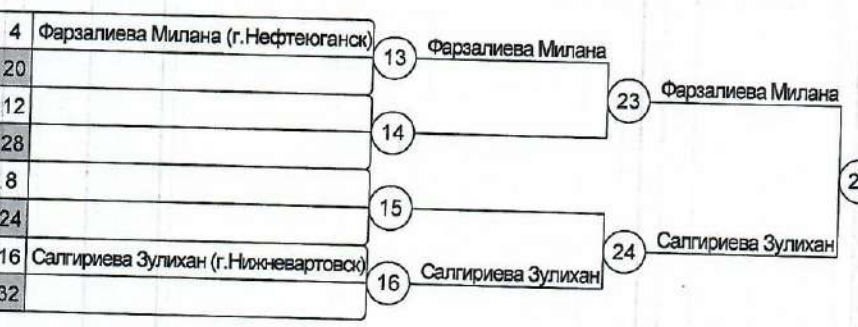 4 Фарзалиева Милана (г.Нефтеюганск)
13 Фарзалиева Милана
20
23 Фарзалиева Милана
12
14
28
8
15
24
16 Салгириева Зулихан (г.Нижневартовск)
16 Салгириева Зулихан
24 Салгириева Зулихан
32